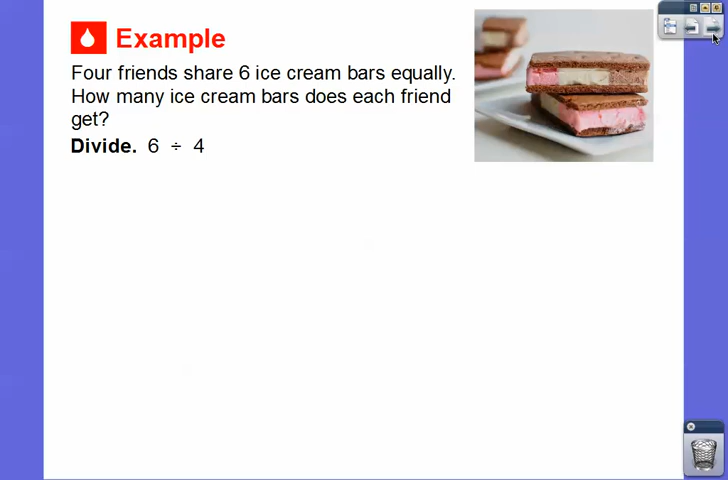 Example
Four friends share 6 ice cream bars equally.
How many ice cream bars does each friend
get?
Divide. 6 ÷ 4